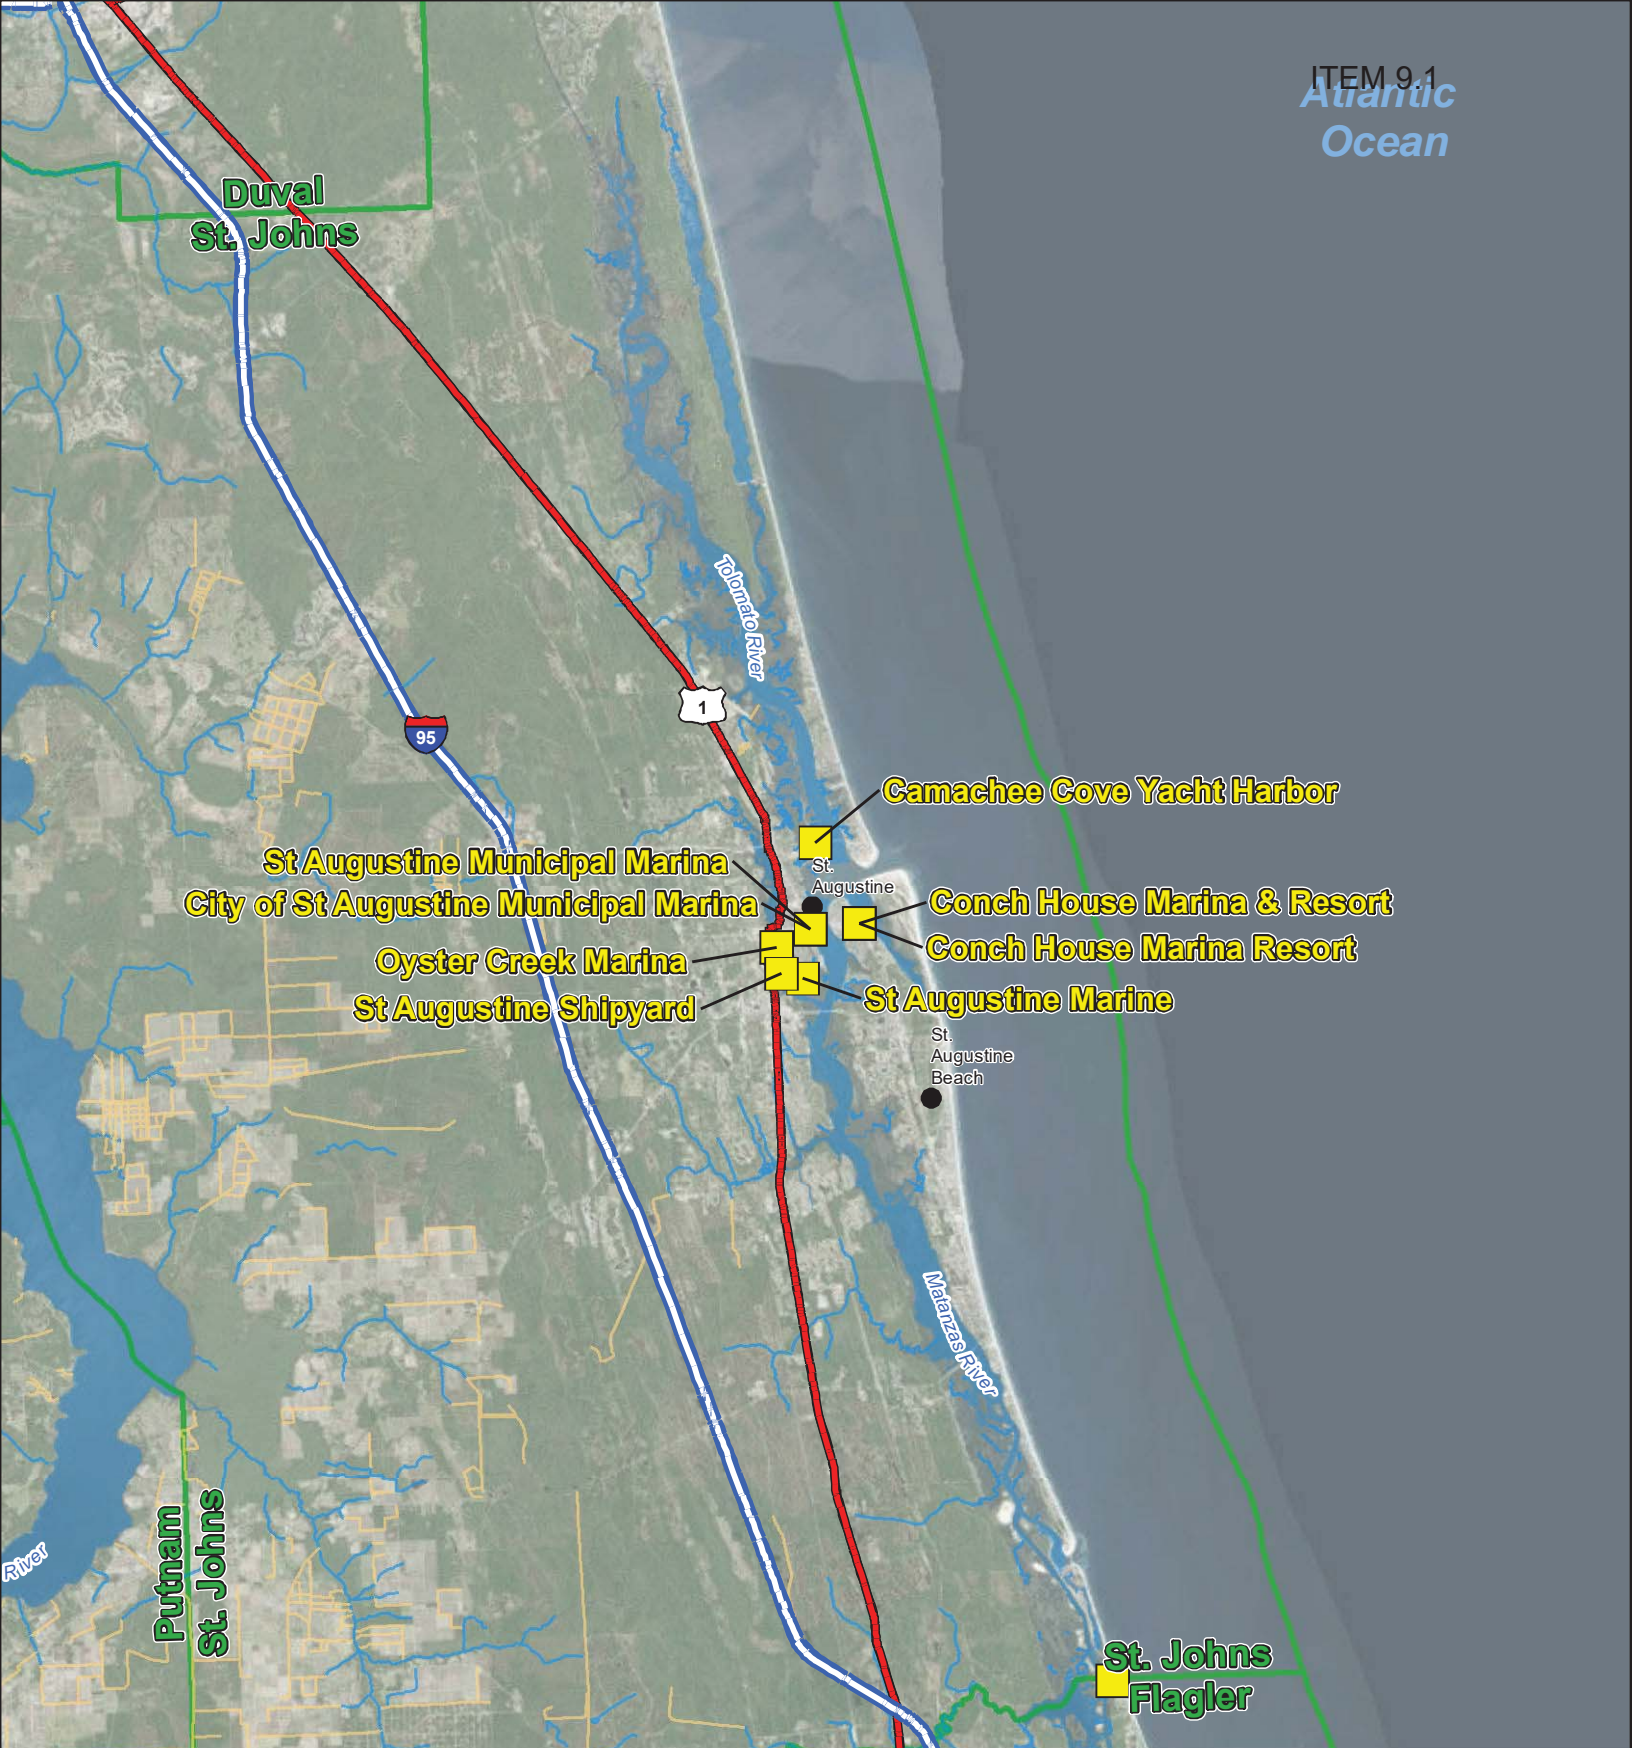 ITEM 9.1
Atlantic
Ocean
Duval
St. Johns
Tolomato River
1
95
Camachee Cove Yacht Harbor
St Augustine Municipal Marina
St.
Augustine
City of St Augustine Municipal Marina
Conch House Marina & Resort
Conch House Marina Resort
Oyster Creek Marina
St Augustine Shipyard
St Augustine Marine
St.
Augustine
Beach
Matanzas River
Putnam
St. Johns
River
St. Johns
Flagler